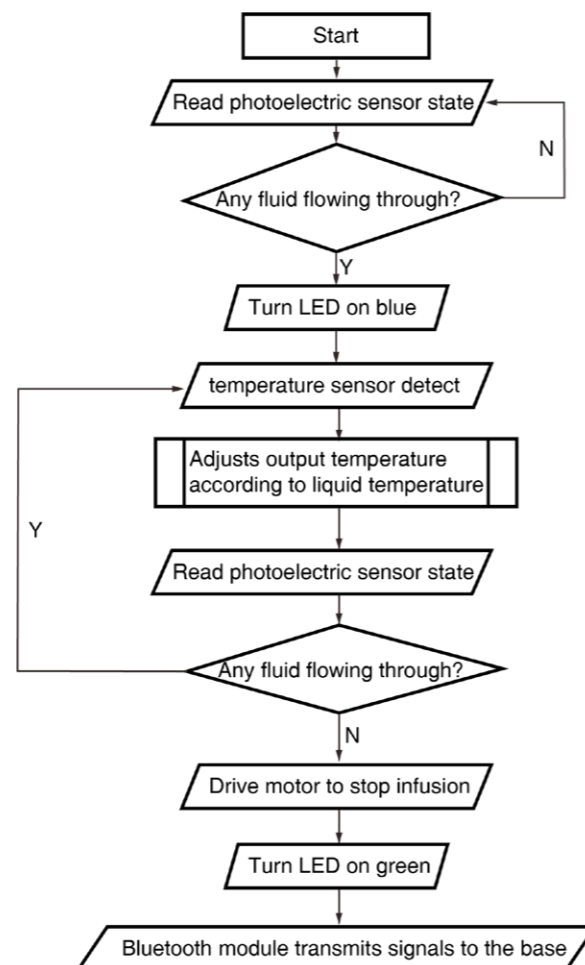 Start
Read photoelectric sensor state
N
Any fluid flowing through?
Y
Turn LED on blue
temperature sensor detect
Adjusts output temperature
according to liquid temperature
Y
Read photoelectric sensor state
Any fluid flowing through?
N
Drive motor to stop infusion
Turn LED on green
Bluetooth module transmits signals to the base